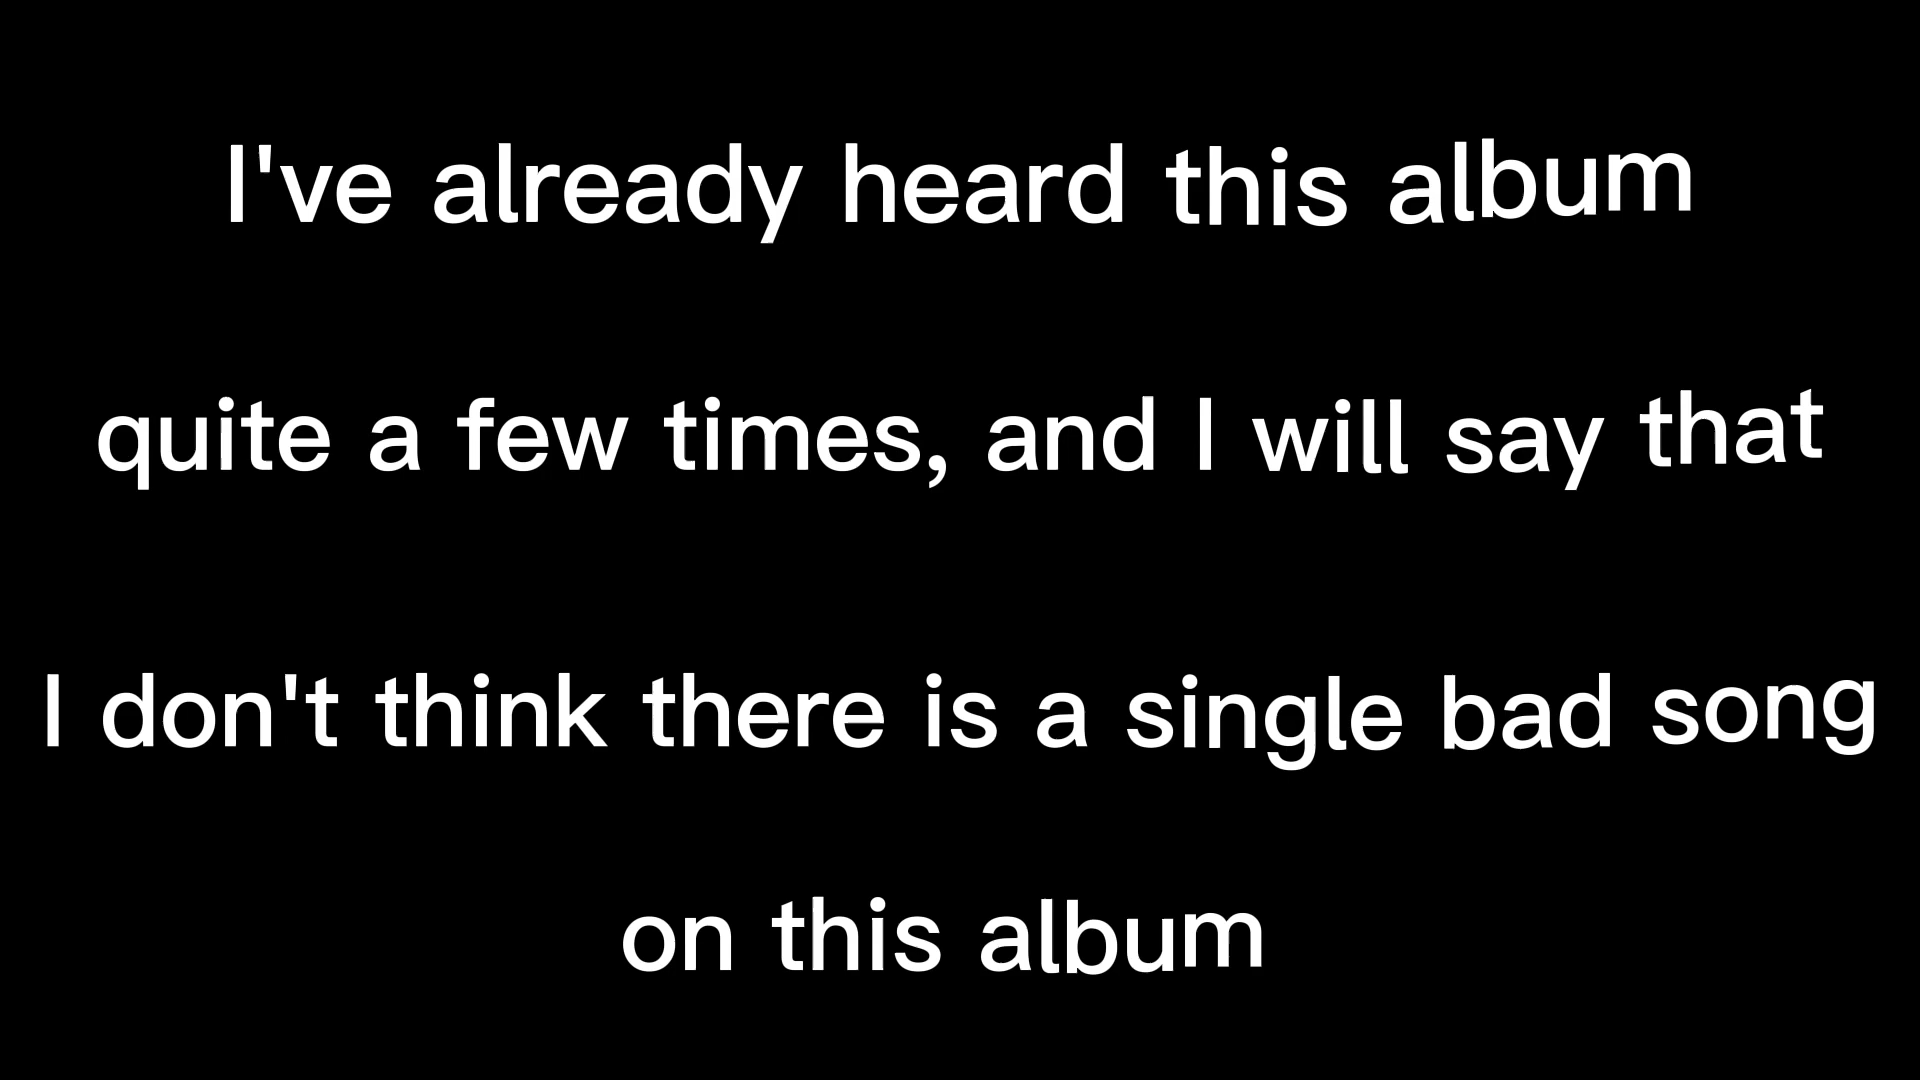 I've already heard this album
quite a few times, and I will say that
I don't think there is a single bad song
on this album